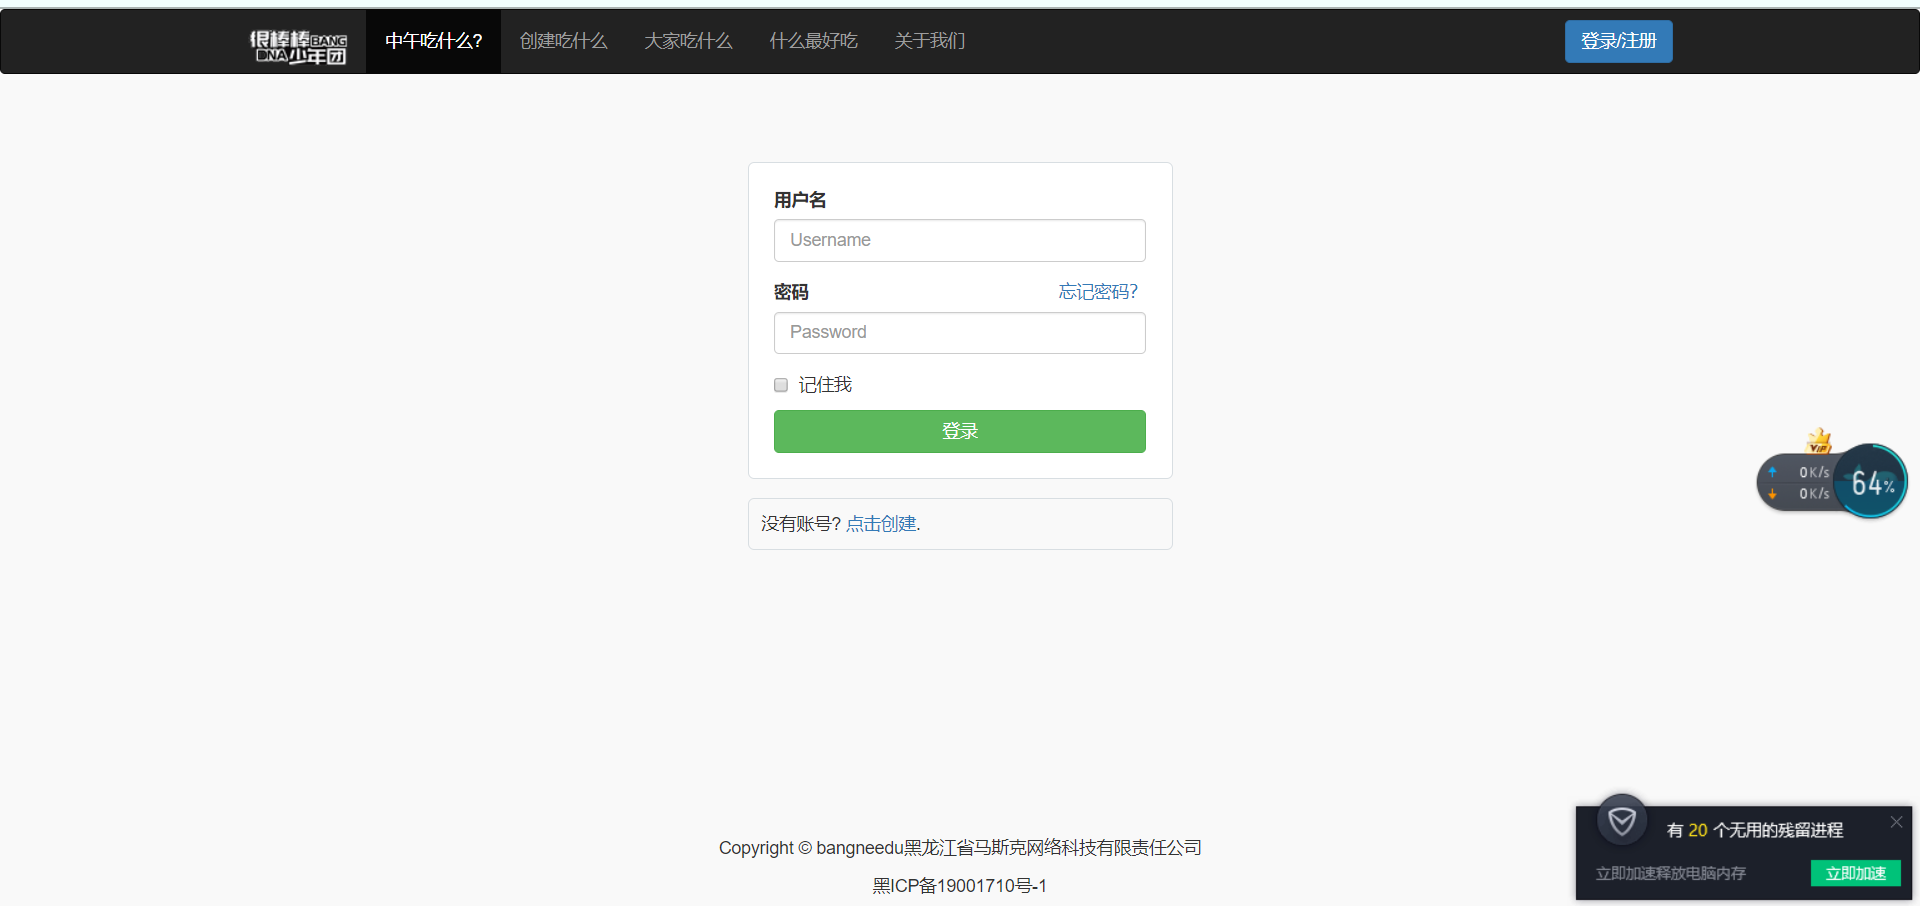 很棒棒BANG
DNA少年团
中午吃什么?
创建吃什么
大家吃什么
什么最好吃
关于我们
登录/注册
用户名
Username
密码
忘记密码?
Password
记住我
登录
没有账号? 点击创建.
VIP
0K/s
0K/s
64%
有 20 个无用的残留进程
立即加速释放电脑内存
立即加速
Copyright © bangneedu黑龙江省马斯克网络科技有限责任公司
黑ICP备19001710号-1